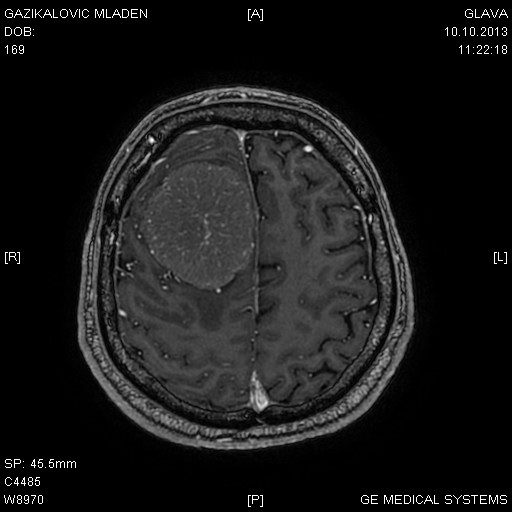 GAZIKALOVIC MLADEN
[A]
GLAVA
DOB:
10.10.2013
169
11:22:18
[R]
[L]
SP: 45.5mm
C4485
W8970
[P]
GE MEDICAL SYSTEMS